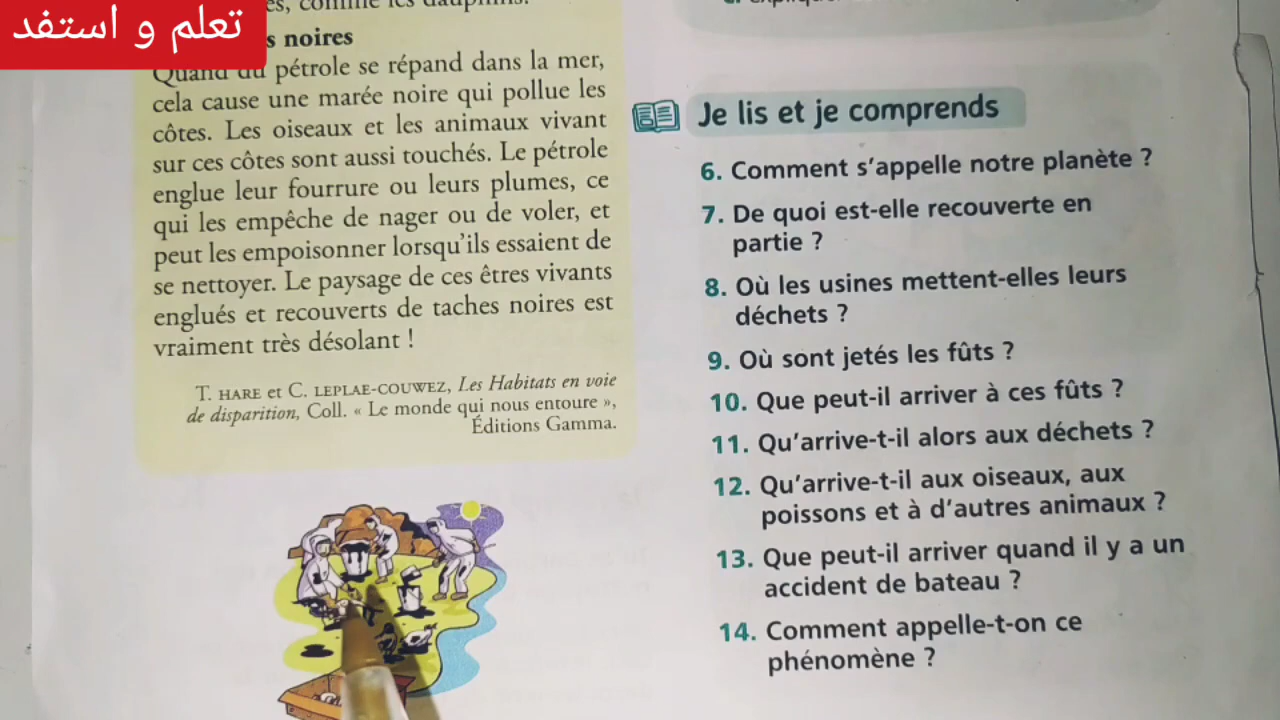 تعلم و استفد
es, comme les dauphins.
s noires
Quand du pétrole se répand dans la mer,
cela cause une marée noire qui pollue les
côtes. Les oiseaux et les animaux vivant
sur ces côtes sont aussi touchés. Le pétrole
englue leur fourrure ou leurs plumes, ce
qui les empêche de nager ou de voler, et
peut les empoisonner lorsqu'ils essaient de
se nettoyer. Le paysage de ces êtres vivants
englués et recouverts de taches noires est
vraiment très désolant !
T. HARE et C. LEPLAE-COUWEZ, Les Habitats en voie
de disparition, Coll. « Le monde qui nous entoure »,
Éditions Gamma.
Je lis et je comprends
6. Comment s'appelle notre planète ?
7. De quoi est-elle recouverte en
partie ?
8. Où les usines mettent-elles leurs
déchets ?
9. Où sont jetés les fûts ?
10. Que peut-il arriver à ces fûts ?
11. Qu'arrive-t-il alors aux déchets ?
12. Qu'arrive-t-il aux oiseaux, aux
poissons et à d'autres animaux ?
13. Que peut-il arriver quand il y a un
accident de bateau ?
14. Comment appelle-t-on ce
phénomène ?